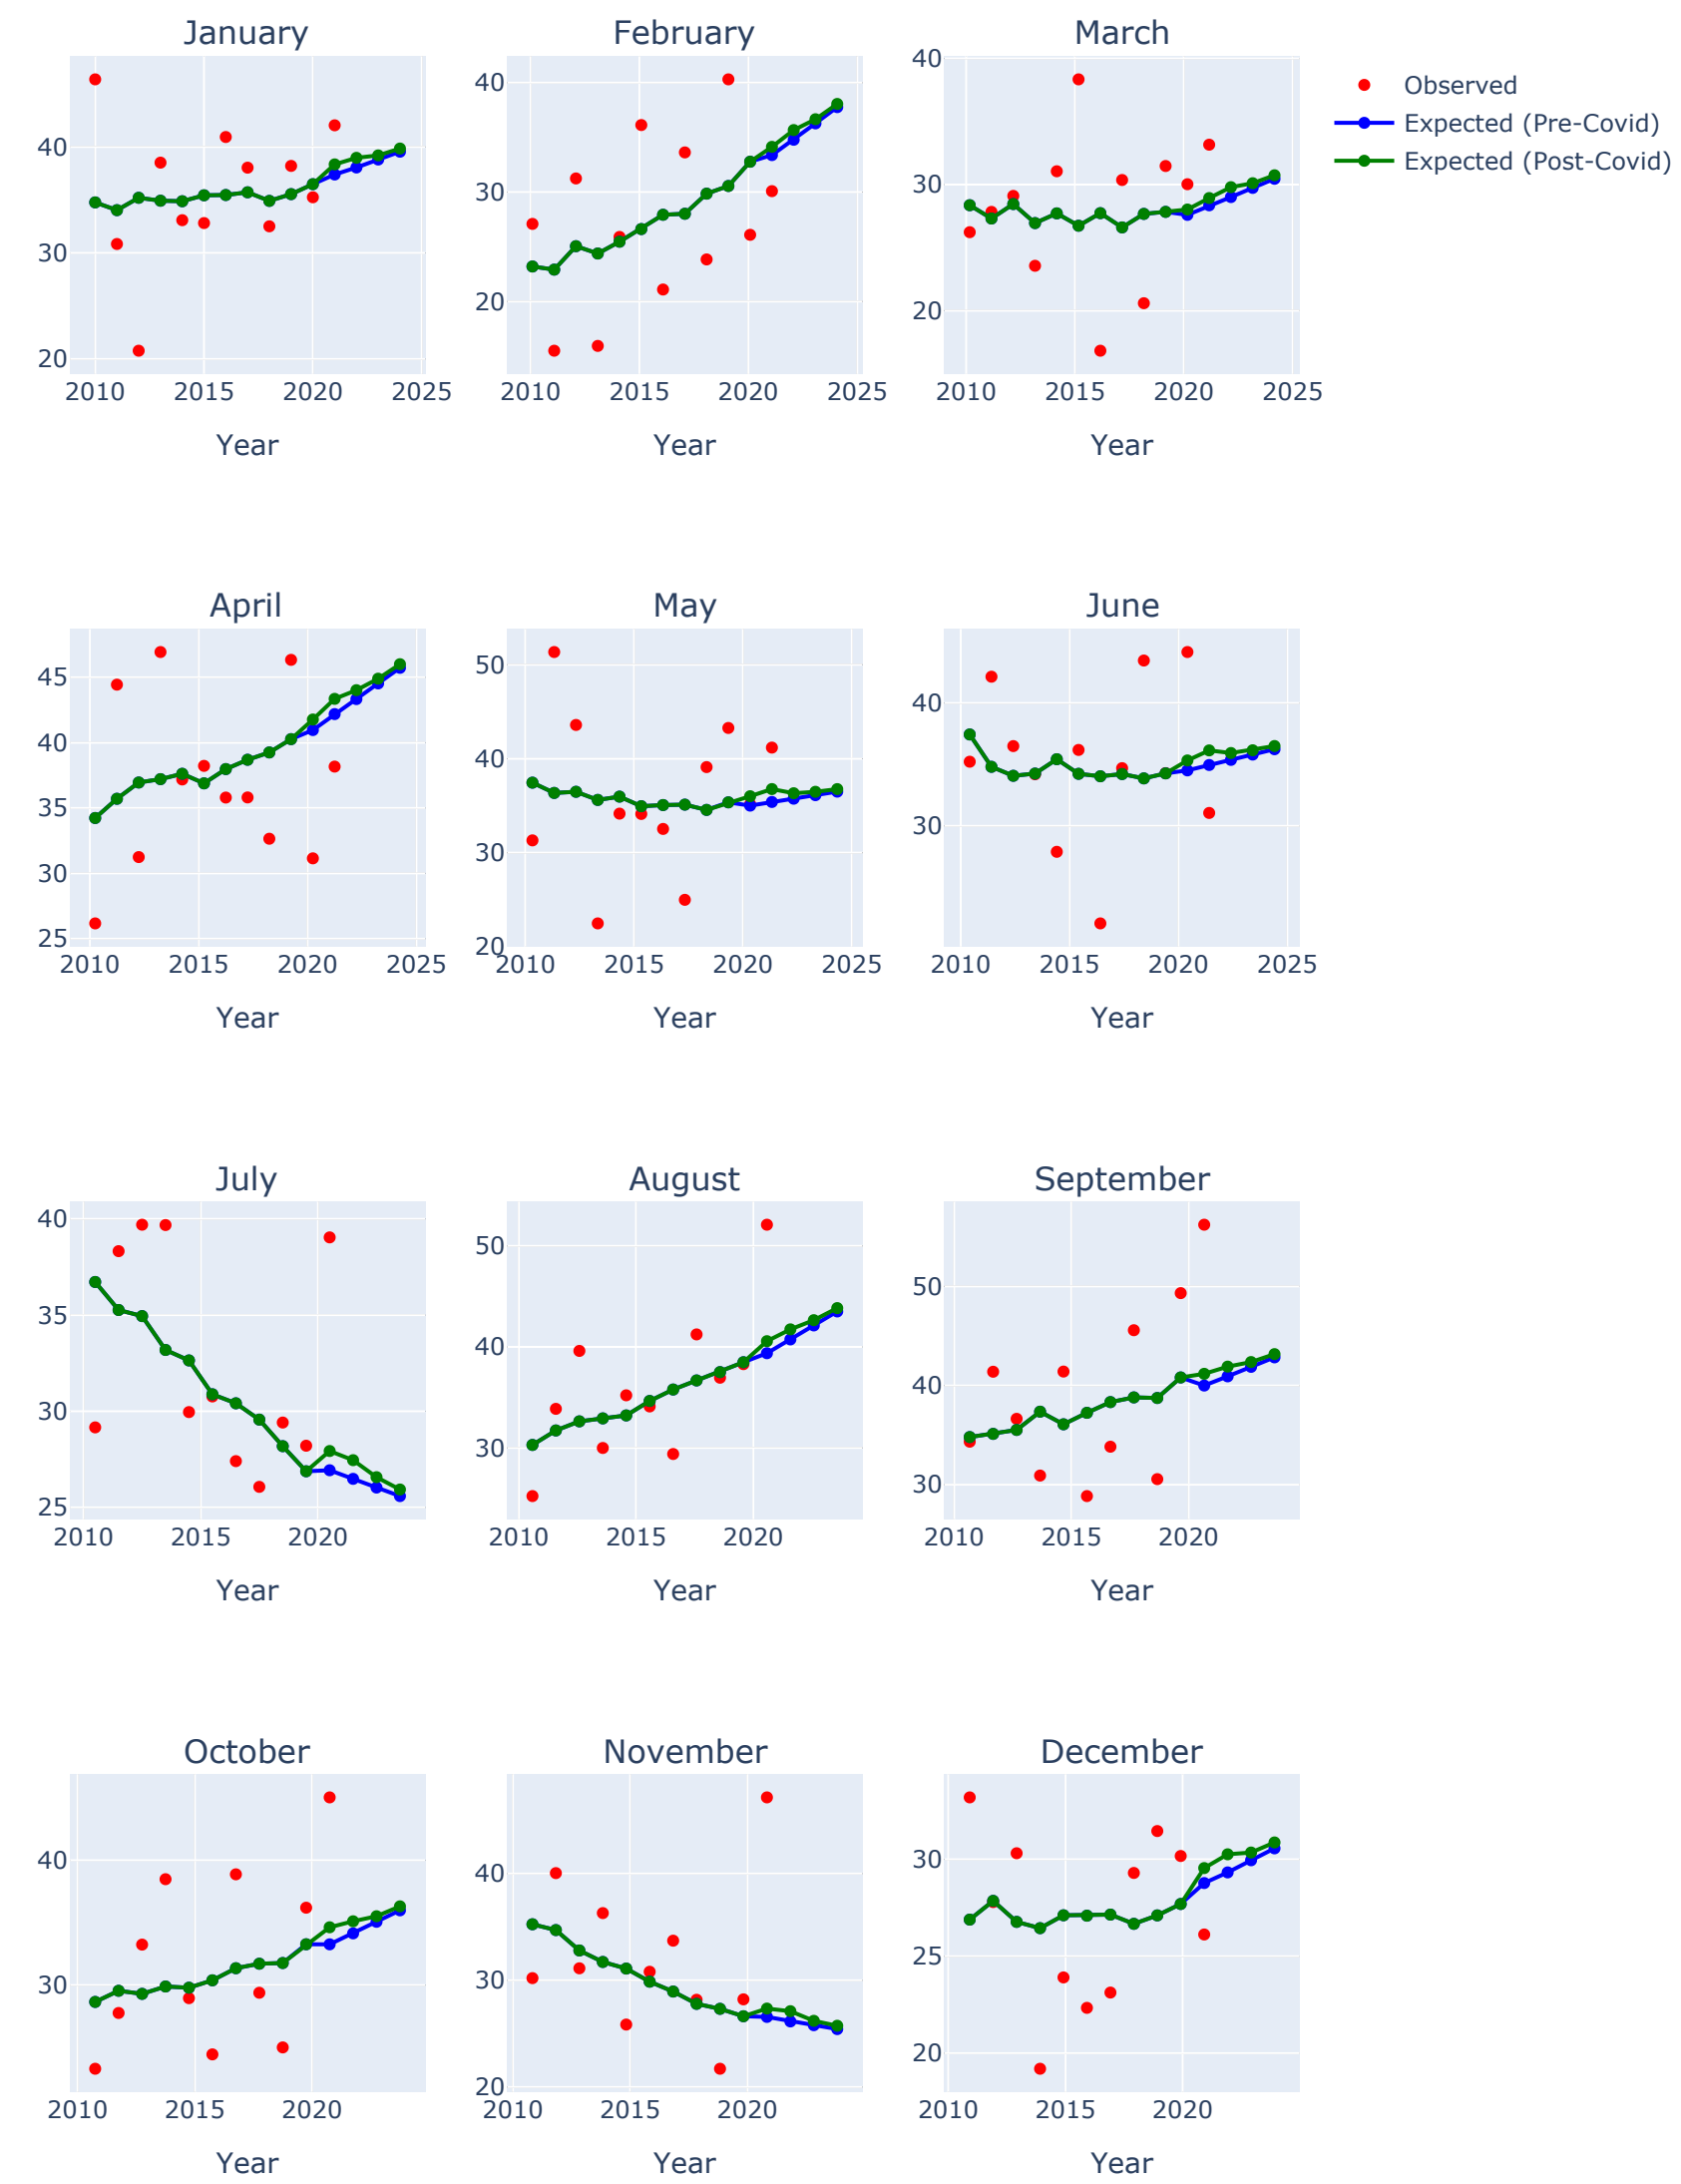 January February March
40
30
20
2010 2015 2020 2025
Year
40
30
20
2010 2015 2020 2025
Year
40
30
20
2010 2015 2020 2025
Year
Observed
Expected (Pre-Covid)
Expected (Post-Covid)
April May June
45
40
35
30
25
2010 2015 2020 2025
Year
50
40
30
20
2010 2015 2020 2025
Year
40
30
2010 2015 2020 2025
Year
July August September
40
35
30
25
2010 2015 2020
Year
50
40
30
2010 2015 2020
Year
50
40
30
2010 2015 2020
Year
October November December
40
30
2010 2015 2020
Year
40
30
20
2010 2015 2020
Year
30
25
20
2010 2015 2020
Year